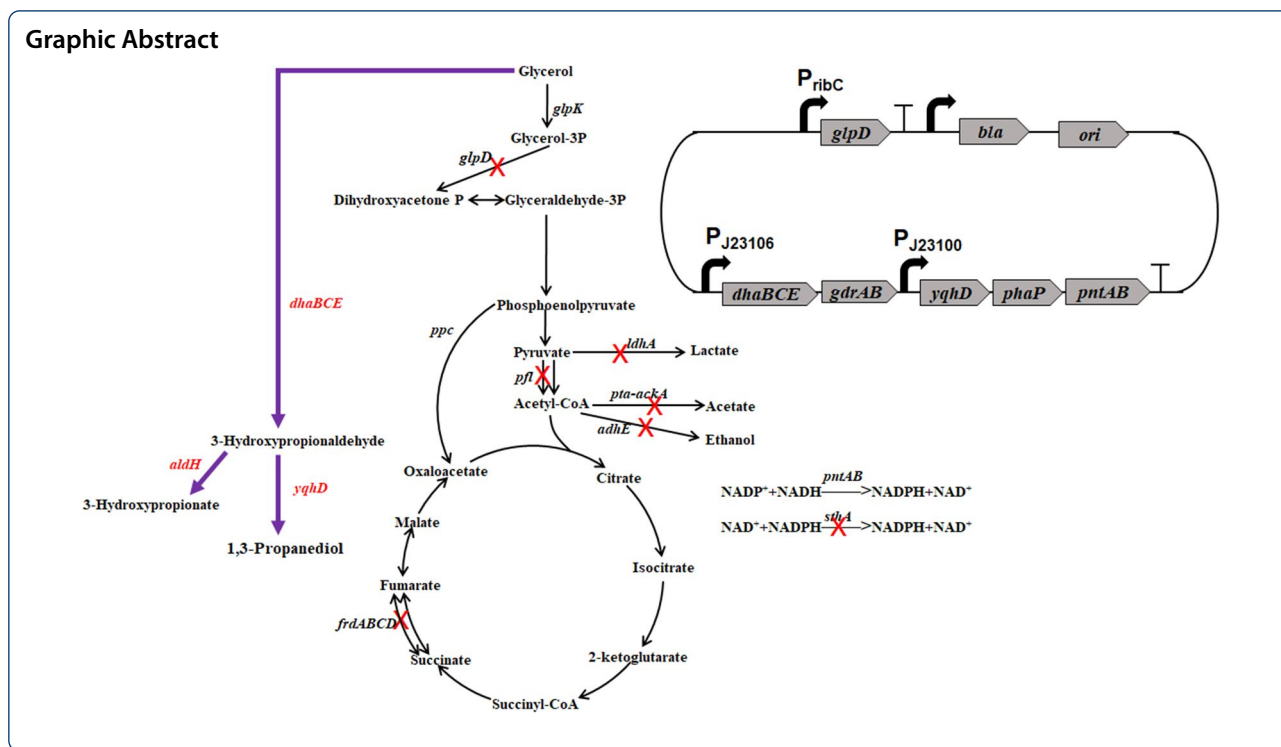 Graphic Abstract
Glycerol
glpK
Glycerol-3P
glpD
Dihydroxyacetone P
Glyceraldehyde-3P
dhaBCE
Phosphoenolpyruvate
ppc
Pyruvate
ldhA
Lactate
pfl
Acetyl-CoA
pta-ackA
Acetate
adhE
Ethanol
3-Hydroxypropionaldehyde
aldH
yqhD
3-Hydroxypropionate
1,3-Propanediol
Oxaloacetate
Citrate
Malate
Isocitrate
Fumarate
frdABCD
Succinate
2-ketoglutarate
Succinyl-CoA
PribC
glpD
bla
ori
PJ23106
PJ23100
dhaBCE
gdrAB
yqhD
phaP
pntAB
pntAB
NADP⁺+NADH ⟶ NADPH+NAD⁺
sthA
NAD⁺+NADPH ⟶ NADPH+NAD⁺